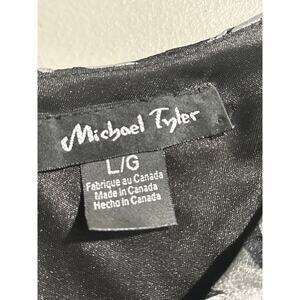 Michael Tyler
L/G
Fabrique au Canada
Made in Canada
Hecho in Canada